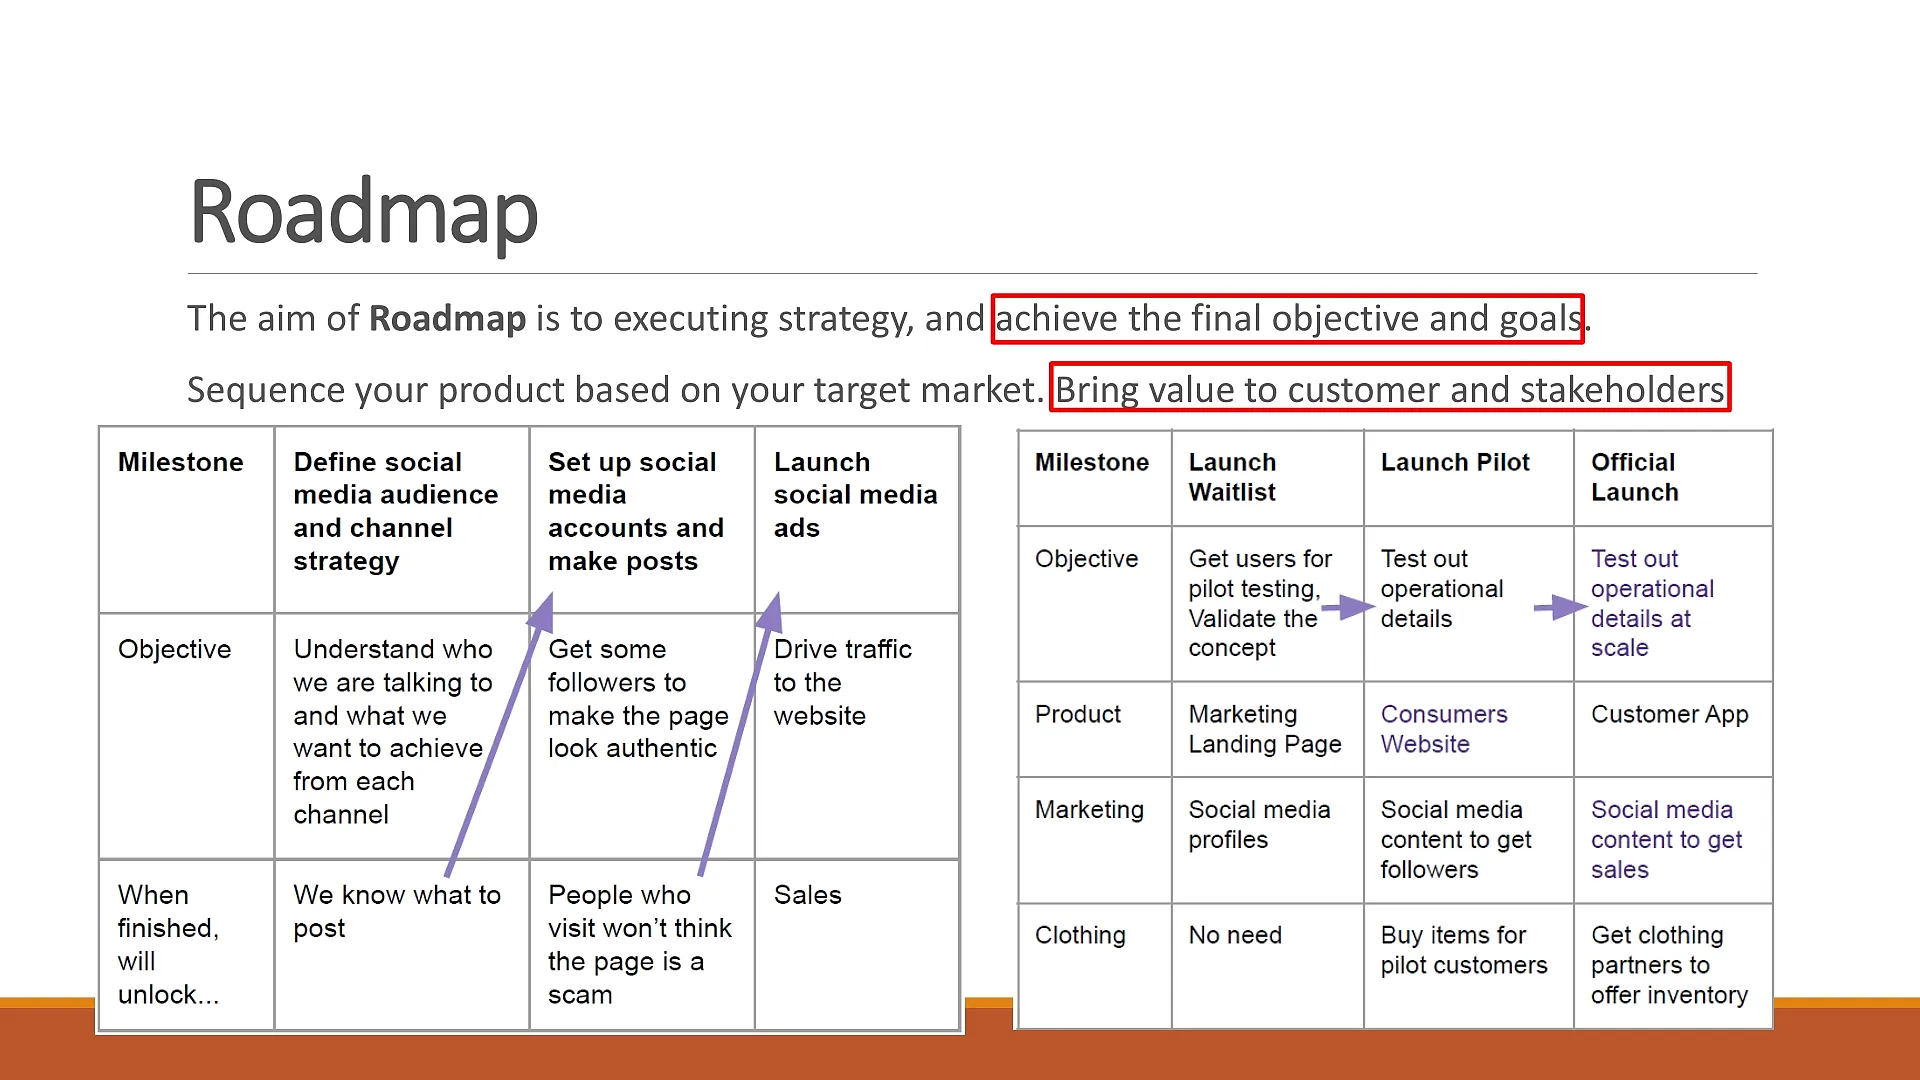 Roadmap
The aim of Roadmap is to executing strategy, and achieve the final objective and goals.
Sequence your product based on your target market. Bring value to customer and stakeholders
Milestone
Define social
media audience
and channel
strategy
Set up social
media
accounts and
make posts
Launch
social media
ads
Objective
Understand who
we are talking to
and what we
want to achieve
from each
channel
Get some
followers to
make the page
look authentic
Drive traffic
to the
website
When
finished,
will
unlock...
We know what to
post
People who
visit won’t think
the page is a
scam
Sales
Milestone
Launch
Waitlist
Launch Pilot
Official
Launch
Objective
Get users for
pilot testing,
Validate the
concept
Test out
operational
details
Test out
operational
details at
scale
Product
Marketing
Landing Page
Consumers
Website
Customer App
Marketing
Social media
profiles
Social media
content to get
followers
Social media
content to get
sales
Clothing
No need
Buy items for
pilot customers
Get clothing
partners to
offer inventory